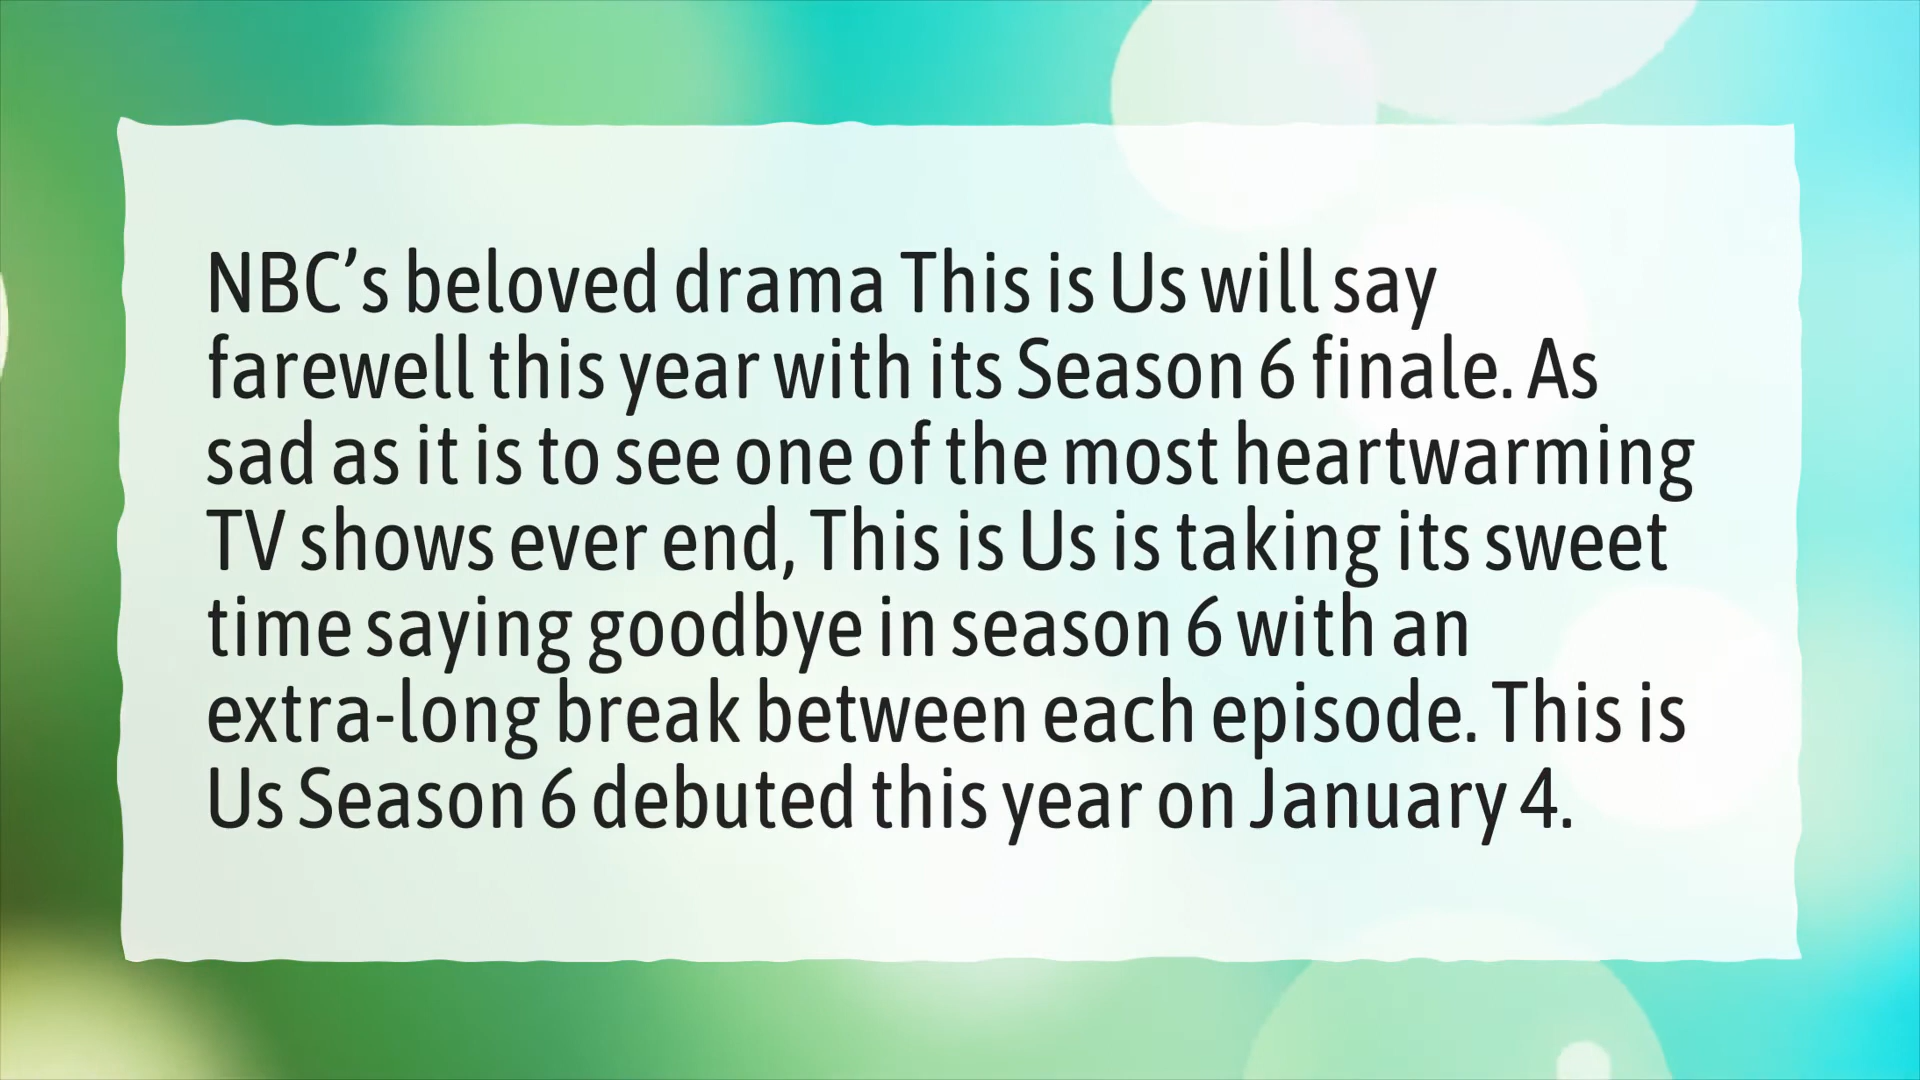 NBC’s beloved drama This is Us will say
farewell this year with its Season 6 finale. As
sad as it is to see one of the most heartwarming
TV shows ever end, This is Us is taking its sweet
time saying goodbye in season 6 with an
extra-long break between each episode. This is
Us Season 6 debuted this year on January 4.